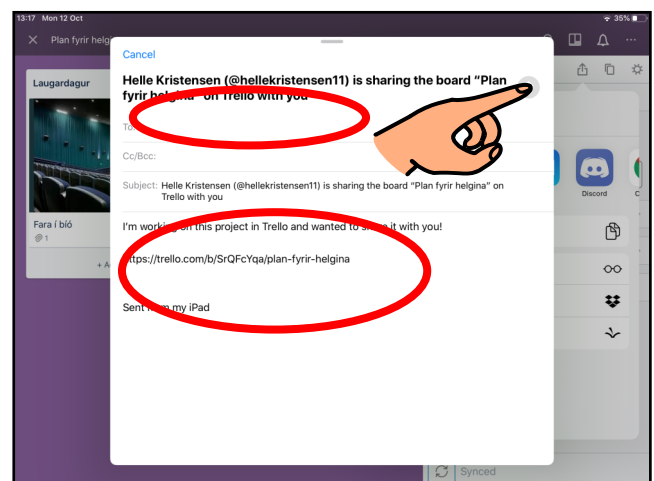 13:17 Mon 12 Oct
35%
Plan fyrir helg
Cancel
Helle Kristensen (@hellekristensen11) is sharing the board “Plan
fyrir helgina” on Trello with you
To:
Cc/Bcc:
Subject: Helle Kristensen (@hellekristensen11) is sharing the board “Plan fyrir helgina” on
Trello with you
I’m working on this project in Trello and wanted to share it with you!
https://trello.com/b/SrQFcYqa/plan-fyrir-helgina
Sent from my iPad
Laugardagur
Fara í bíó
1
+ A
Discord
C
Synced